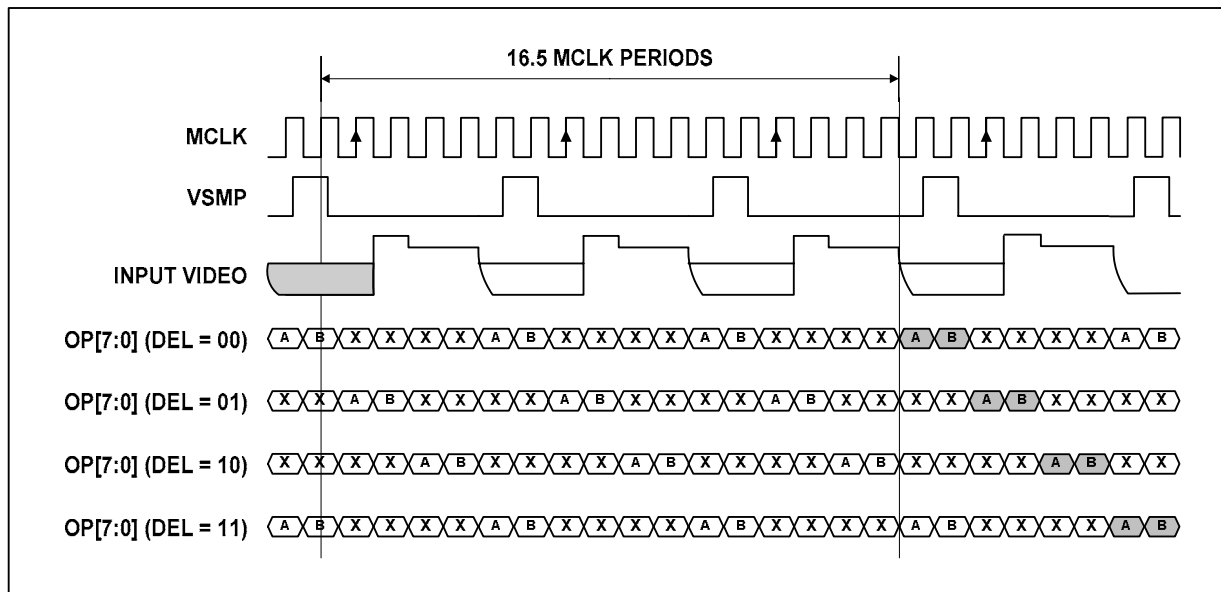 16.5 MCLK PERIODS
MCLK
VSMP
INPUT VIDEO
OP[7:0] (DEL = 00) A B X X X X A B X X X X A B X X X X A B X X X X A B
OP[7:0] (DEL = 01) X X A B X X X X A B X X X X A B X X X X A B X X X X
OP[7:0] (DEL = 10) X X X X A B X X X X A B X X X X A B X X X X A B X X
OP[7:0] (DEL = 11) A B X X X X A B X X X X A B X X X X A B X X X X A B